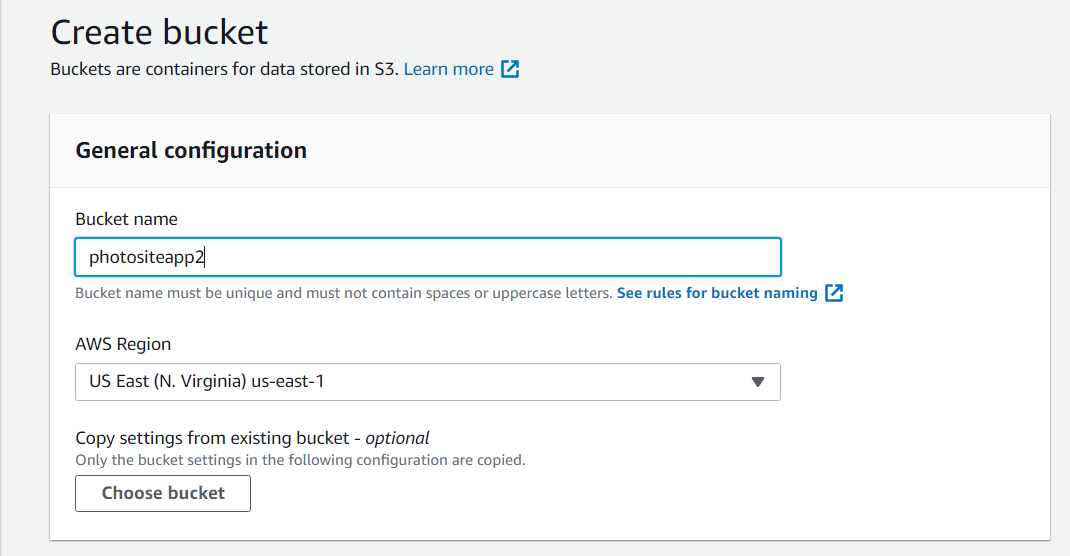 Create bucket
Buckets are containers for data stored in S3. Learn more
General configuration
Bucket name
photositeapp2
Bucket name must be unique and must not contain spaces or uppercase letters. See rules for bucket naming
AWS Region
US East (N. Virginia) us-east-1
Copy settings from existing bucket - optional
Only the bucket settings in the following configuration are copied.
Choose bucket